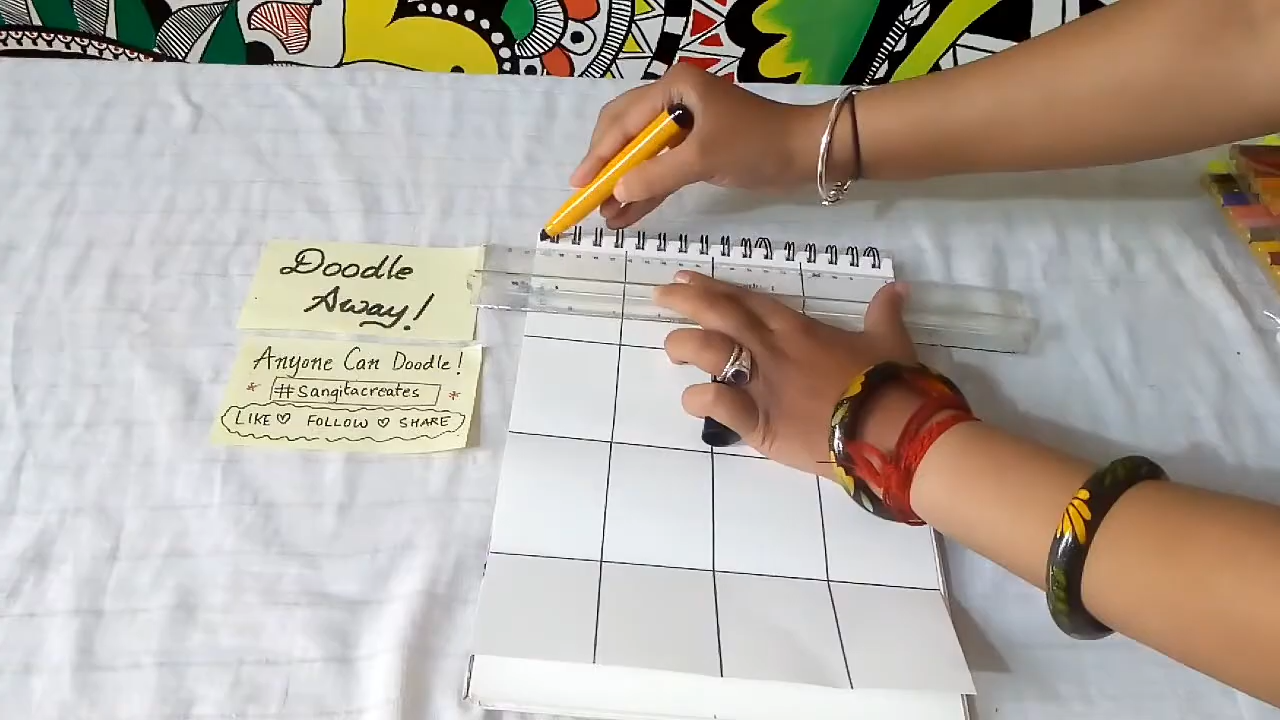 Doodle
Away!
Anyone Can Doodle!
#Sangitacreates
LIKE♡ FOLLOW ♡ SHARE